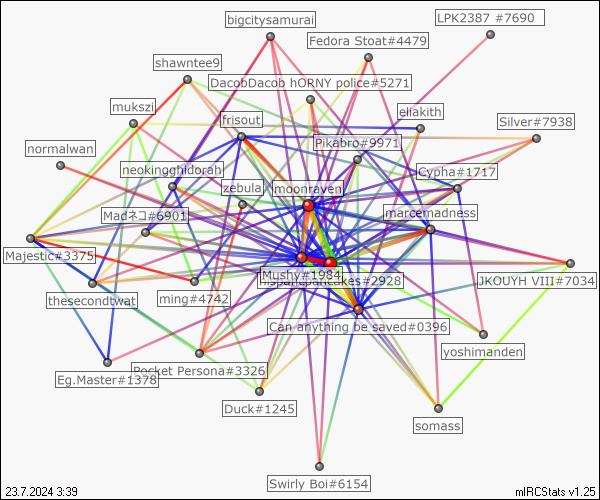 bigcitysamurai
LPK2387 #7690
Fedora Stoat#4479
shawntee9
DacobDacob hORNY police#5271
mukszi
frisout
eliakith
Silver#7938
Pikabro#9971
normalwan
neokingghidorah
Cypha#1717
zebula
moonraven
Madネコ#6901
marcemadness
Majestic#3375
Mushy#1984
#2928
JKOUYH VIII#7034
thesecondtwat
ming#4742
Can anything be saved#0396
yoshimanden
Pocket Persona#3326
Eg.Master#1378
Duck#1245
somass
Swirly Boi#6154
23.7.2024 3:39
mIRCStats v1.25